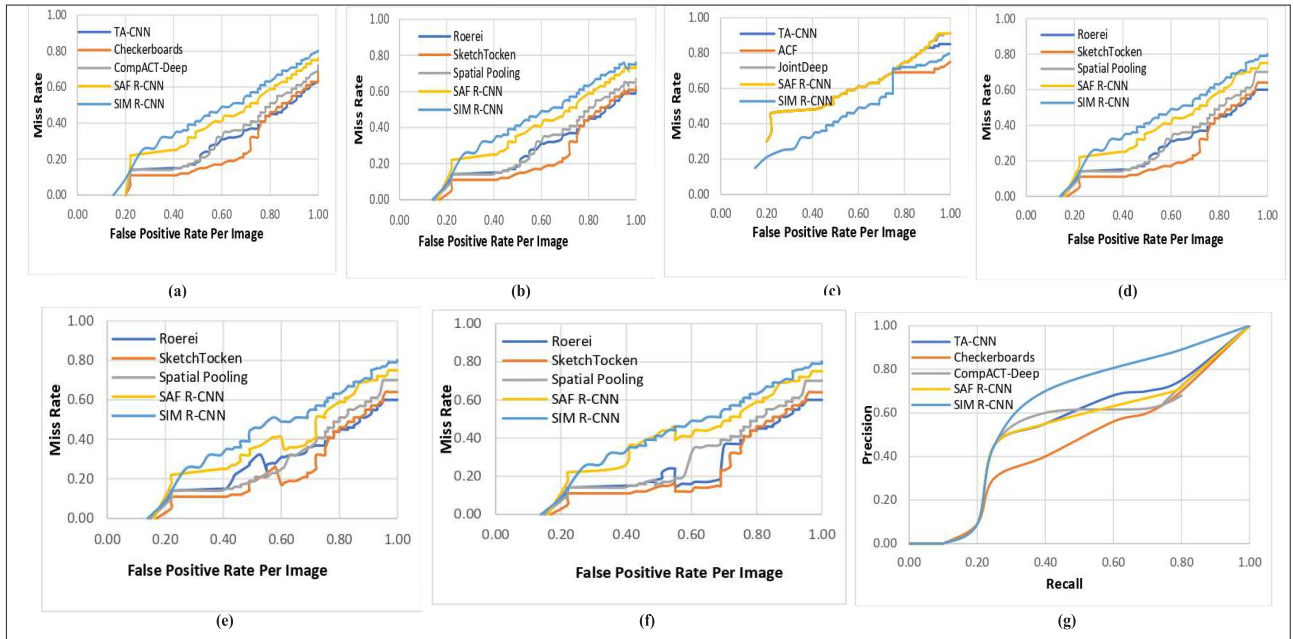 1.00
0.80
0.60
0.40
0.20
0.00
Miss Rate
TA-CNN
Checkerboards
CompACT-Deep
SAF R-CNN
SIM R-CNN
0.00 0.20 0.40 0.60 0.80 1.00
False Positive Rate Per Image
(a)
1.00
0.80
0.60
0.40
0.20
0.00
Miss Rate
Roerei
SketchTocken
Spatial Pooling
SAF R-CNN
SIM R-CNN
0.00 0.20 0.40 0.60 0.80 1.00
False Positive Rate Per Image
(b)
1.00
0.80
0.60
0.40
0.20
0.00
Miss Rate
TA-CNN
ACF
JointDeep
SAF R-CNN
SIM R-CNN
0.00 0.20 0.40 0.60 0.80 1.00
False Positive Rate Per Image
(c)
1.00
0.80
0.60
0.40
0.20
0.00
Miss Rate
Roerei
SketchTocken
Spatial Pooling
SAF R-CNN
SIM R-CNN
0.00 0.20 0.40 0.60 0.80 1.00
False Positive Rate Per Image
(d)
1.00
0.80
0.60
0.40
0.20
0.00
Miss Rate
Roerei
SketchTocken
Spatial Pooling
SAF R-CNN
SIM R-CNN
0.00 0.20 0.40 0.60 0.80 1.00
False Positive Rate Per Image
(e)
1.00
0.80
0.60
0.40
0.20
0.00
Miss Rate
Roerei
SketchTocken
Spatial Pooling
SAF R-CNN
SIM R-CNN
0.00 0.20 0.40 0.60 0.80 1.00
False Positive Rate Per Image
(f)
1.00
0.80
0.60
0.40
0.20
0.00
Precision
TA-CNN
Checkerboards
CompACT-Deep
SAF R-CNN
SIM R-CNN
0.00 0.20 0.40 0.60 0.80 1.00
Recall
(g)